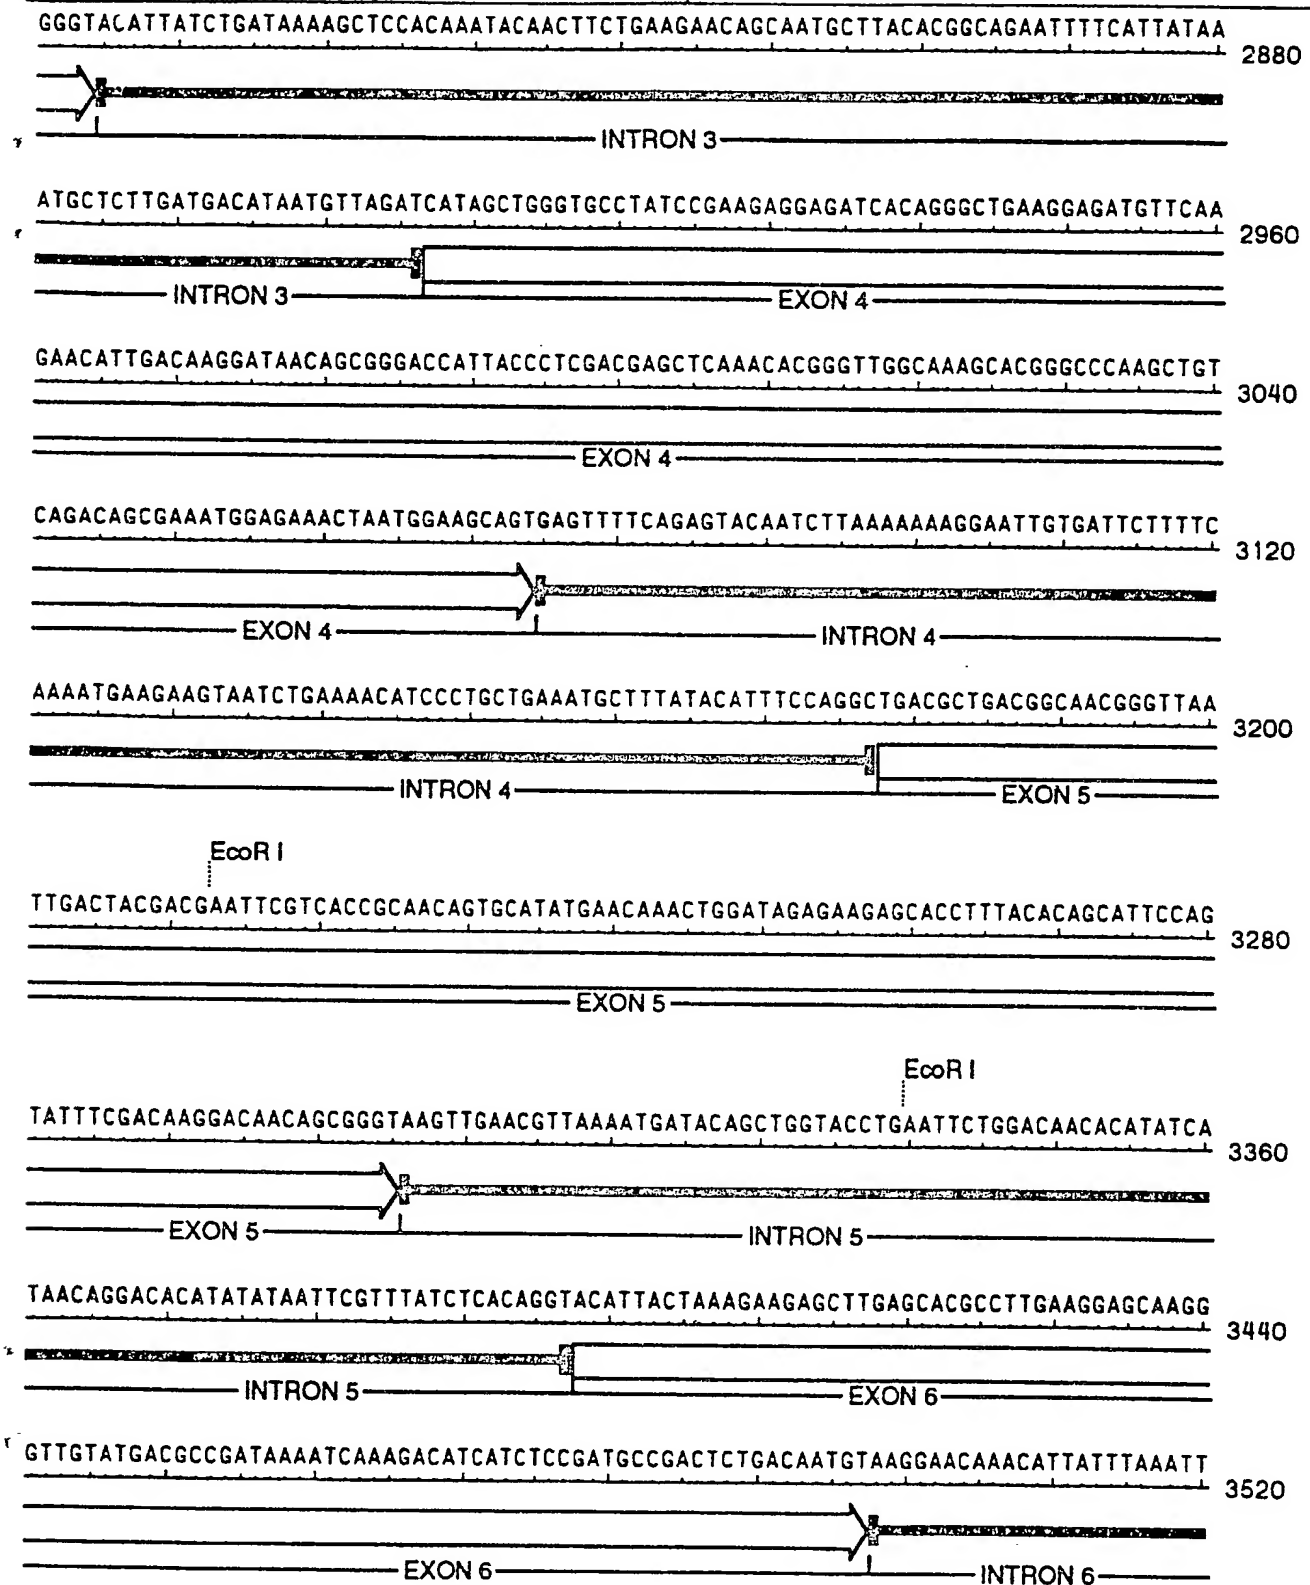 GGGTACATTATCTGATAAAAGCTCCACAAATACAACTTCTGAAGAACAGCAATGCTTACACGGCAGAATTTTCATTATAA
2880
INTRON 3
ATGCTCTTGATGACATAATGTTAGATCATAGCTGGGTGCCTATCCGAAGAGGAGATCACAGGGCTGAAGGAGATGTTCAA
2960
INTRON 3 EXON 4
GAACATTGACAAGGATAACAGCGGGACCATTACCCTCGACGAGCTCAAACACGGGTTGGCAAAGCACGGGCCCAAGCTGT
3040
EXON 4
CAGACAGCGAAATGGAGAAACTAATGGAAGCAGTGAGTTTTCAGAGTACAATCTTAAAAAAAGGAATTGTGATTCTTTTC
3120
EXON 4 INTRON 4
AAAATGAAGAAGTAATCTGAAAACATCCCTGCTGAAATGCTTTATACATTTCCAGGCTGACGCTGACGGCAACGGGTTAA
3200
INTRON 4 EXON 5
EcoR I
TTGACTACGACGAATTCGTCACCGCAACAGTGCATATGAACAAACTGGATAGAGAAGAGCACCTTTACACAGCATTCCAG
3280
EXON 5
EcoR I
TATTTCGACAAGGACAACAGCGGGTAAGTTGAACGTTAAAATGATACAGCTGGTACCTGAATTCTGGACAACACATATCA
3360
EXON 5 INTRON 5
TAACAGGACACATATATAATTCGTTTATCTCACAGGTACATTACTAAAGAAGAGCTTGAGCACGCCTTGAAGGAGCAAGG
3440
INTRON 5 EXON 6
GTTGTATGACGCCGATAAAATCAAAGACATCATCTCCGATGCCGACTCTGACAATGTAAGGAACAAACATTATTTAAATT
3520
EXON 6 INTRON 6